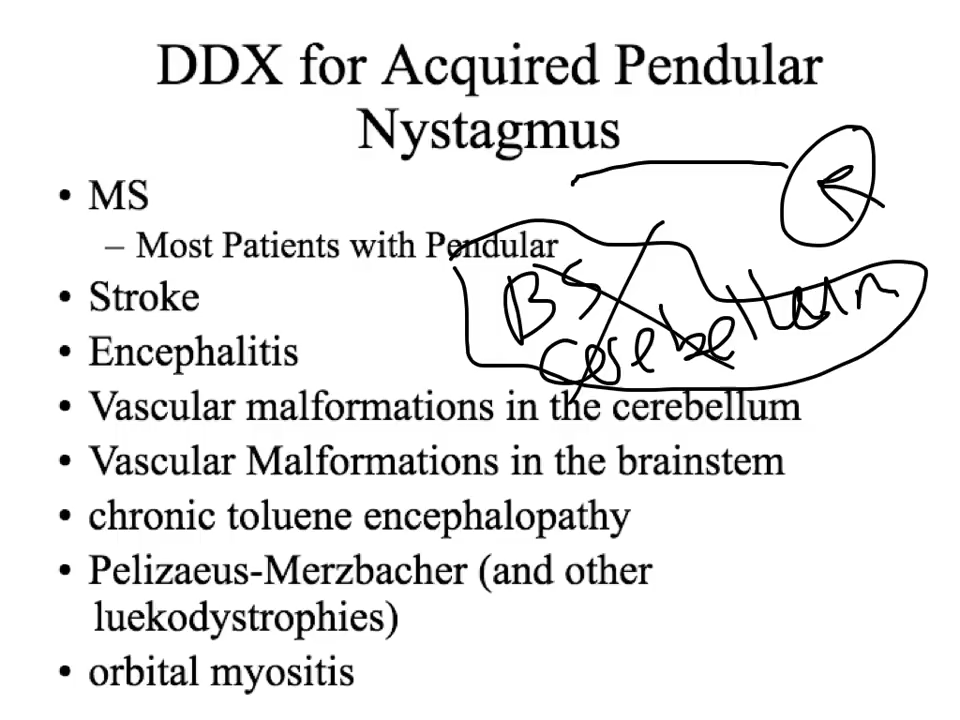 DDX for Acquired Pendular
Nystagmus
• MS
– Most Patients with Pendular
BS
Cerebellum
• Stroke
• Encephalitis
• Vascular malformations in the cerebellum
• Vascular Malformations in the brainstem
• chronic toluene encephalopathy
• Pelizaeus-Merzbacher (and other
luekodystrophies)
• orbital myositis